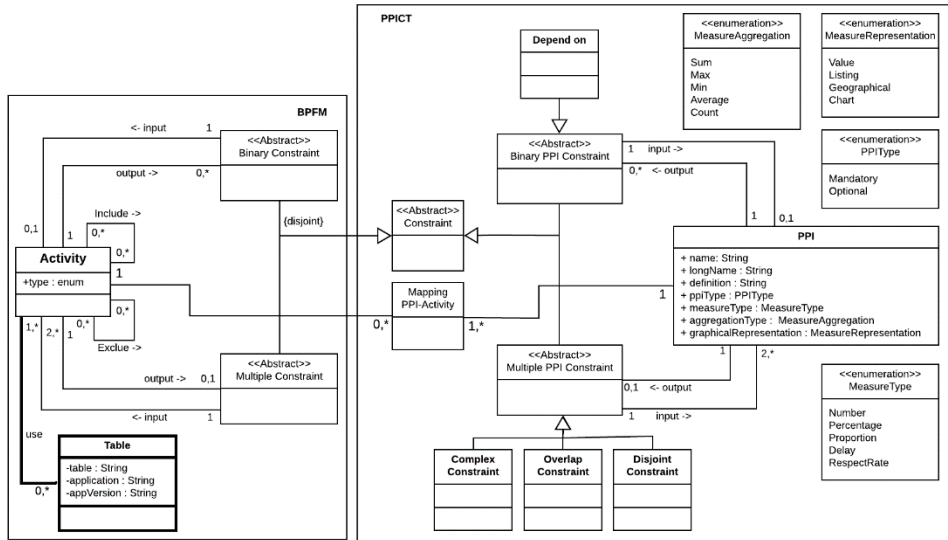 PPICT
Depend on
<<enumeration>>
MeasureAggregation
Sum
Max
Min
Average
Count
<<enumeration>>
MeasureRepresentation
Value
Listing
Geographical
Chart
BPFM
<- input
1
<<Abstract>>
Binary Constraint
output ->
0,*
<<Abstract>>
Binary PPI Constraint
1
input ->
0,*
<- output
<<enumeration>>
PPIType
Mandatory
Optional
Include ->
0,*
0,*
0,1
1
{disjoint}
<<Abstract>>
Constraint
1
0,1
Activity
+type : enum
1
PPI
+ name: String
+ longName : String
+ definition : String
+ ppiType : PPIType
+ measureType : MeasureType
+ aggregationType :  MeasureAggregation
+ graphicalRepresentation : MeasureRepresentation
Mapping
PPI-Activity
0,*
1,*
1
1,*
2,*
1
0,*
0,*
Exclue ->
<<Abstract>>
Multiple Constraint
output ->
0,1
<- input
1
<<Abstract>>
Multiple PPI Constraint
1
2,*
0,1
<- output
1
input ->
<<enumeration>>
MeasureType
Number
Percentage
Proportion
Delay
RespectRate
use
0,*
Table
-table : String
-application : String
-appVersion : String
Complex
Constraint
Overlap
Constraint
Disjoint
Constraint